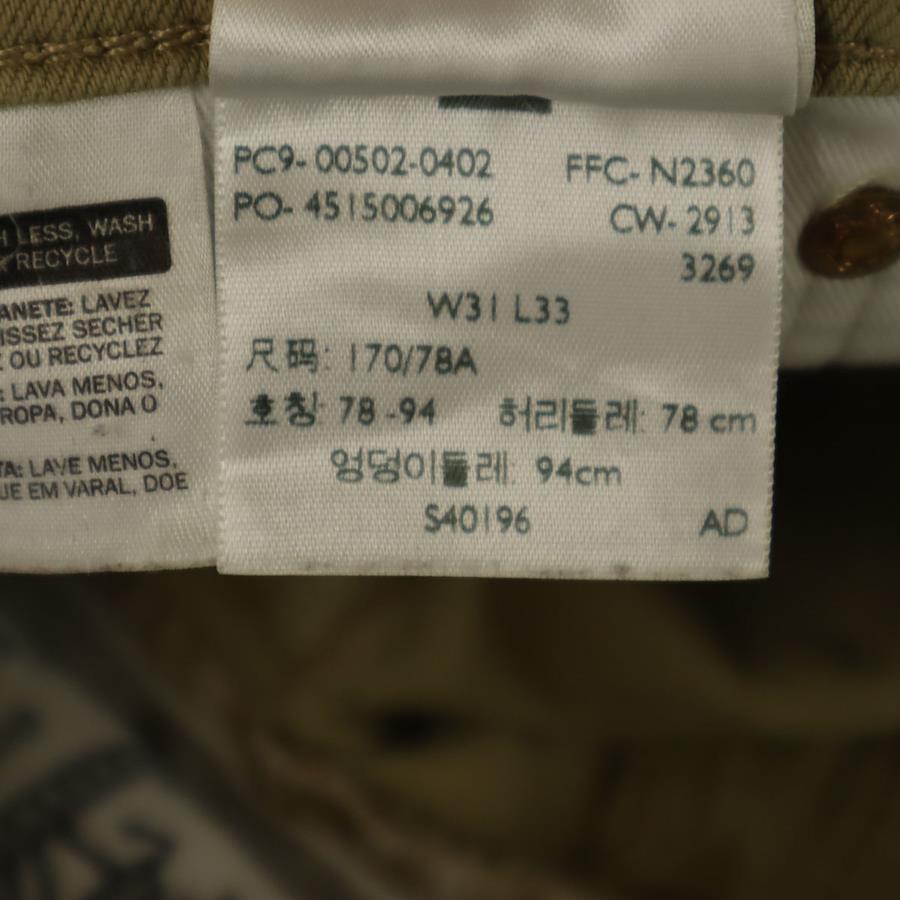 LESS, WASH
RECYCLE
ANETE: LAVEZ
ISSEZ SECHER
OU RECYCLEZ
: LAVA MENOS,
ROPA, DONA O
TA: LAVE MENOS,
UE EM VARAL, DOE
PC9- 00502-0402 FFC- N2360
PO- 4515006926 CW- 2913
3269
W31 L33
尺码: 170/78A
호칭: 78 -94 허리둘레: 78 cm
엉덩이둘레: 94cm
S40196 AD